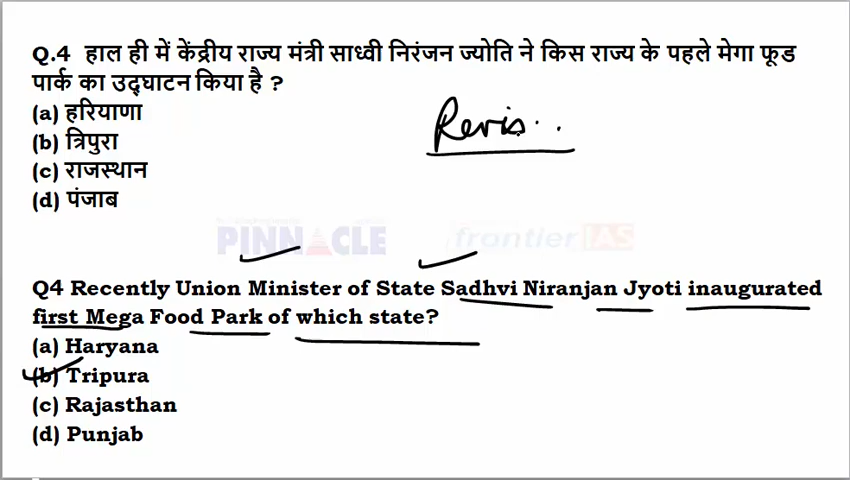 Q.4 हाल ही में केंद्रीय राज्य मंत्री साध्वी निरंजन ज्योति ने किस राज्य के पहले मेगा फूड
पार्क का उद्घाटन किया है ?
(a) हरियाणा
(b) त्रिपुरा
(c) राजस्थान
(d) पंजाब
Revis...
PINNACLE frontier IAS
Q4 Recently Union Minister of State Sadhvi Niranjan Jyoti inaugurated
first Mega Food Park of which state?
(a) Haryana
(b) Tripura
(c) Rajasthan
(d) Punjab